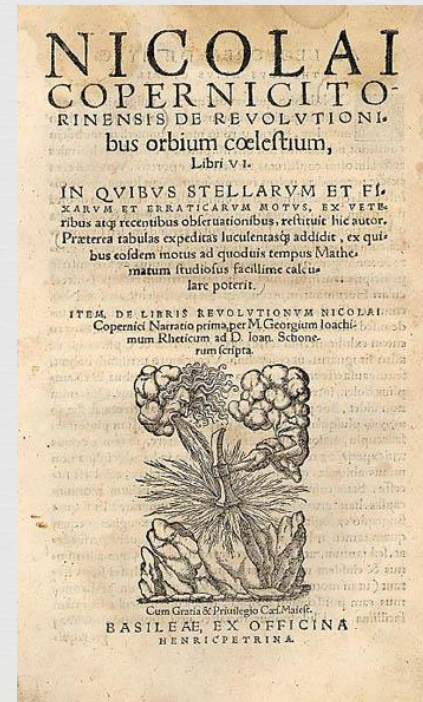 NICOLAI
COPERNICI TO-
RINENSIS DE REVOLVTIONI-
bus orbium cœlestium,
Libri VI.
IN QVIBVS STELLARVM ET FI-
XARVM ET ERRATICARVM MOTVS, EX VETE-
ribus atq; recentibus obseruationibus, restituit hic autor.
Præterea tabulas expeditas luculentasq; addidit, ex qui-
bus eosdem motus ad quoduis tempus Mathe-
matum studiosus facillime calcu-
lare poterit.
ITEM, DE LIBRIS REVOLVTIONVM NICOLAI
Copernici Narratio prima, per M. Georgium Ioachi-
mum Rheticum ad D. Ioan. Schone-
rum scripta.
Cum Gratia & Priuilegio Cæs. Maiest.
BASILEAE, EX OFFICINA
HENRICPETRINA.